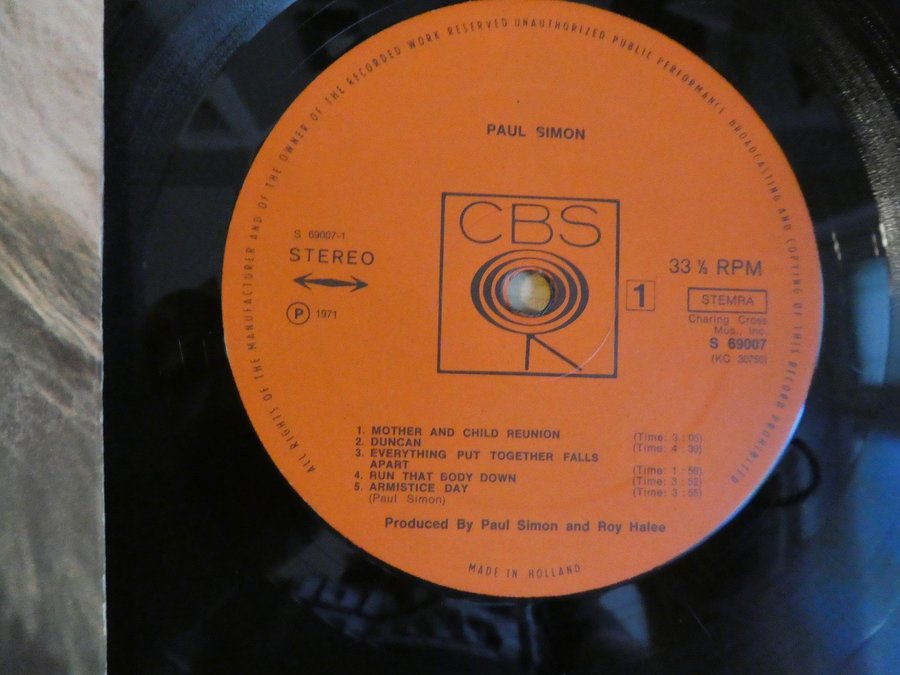 ALL RIGHTS OF THE MANUFACTURER AND OF THE OWNER OF THE RECORDED WORK RESERVED UNAUTHORIZED PUBLIC PERFORMANCE BROADCASTING AND COPYING OF THIS RECORD PROHIBITED
PAUL SIMON
CBS
S 69007-1
STEREO
P 1971
33 ⅓ RPM
1
STEMRA
Charing Cross
Mus., Inc.
S 69007
(KC 30750)
1. MOTHER AND CHILD REUNION (Time: 3 : 05)
2. DUNCAN (Time: 4 : 39)
3. EVERYTHING PUT TOGETHER FALLS
APART (Time: 1 : 59)
4. RUN THAT BODY DOWN (Time: 3 : 52)
5. ARMISTICE DAY (Time: 3 : 55)
(Paul Simon)
Produced By Paul Simon and Roy Halee
MADE IN HOLLAND